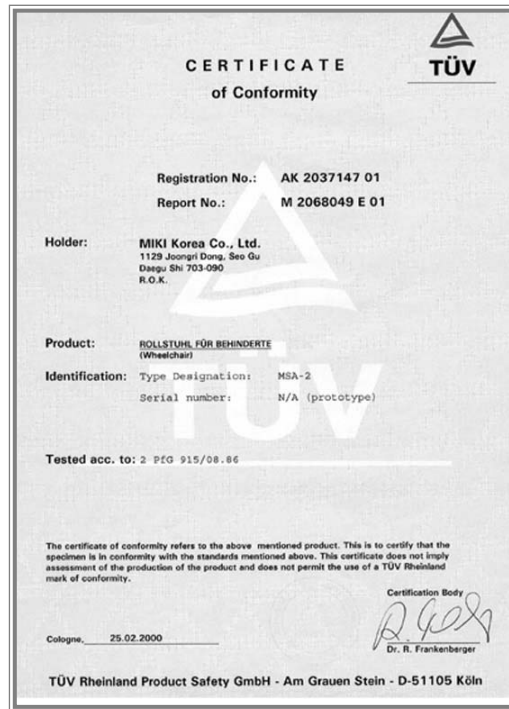 TÜV
CERTIFICATE
of Conformity
Registration No.: AK 2037147 01
Report No.: M 2068049 E 01
Holder: MIKI Korea Co., Ltd.
1129 Joongri Dong, Seo Gu
Daegu Shi 703-090
R.O.K.
Product: ROLLSTUHL FÜR BEHINDERTE
(Wheelchair)
Identification: Type Designation: MSA-2
Serial number: N/A (prototype)
TÜV
Tested acc. to: 2 PfG 915/08.86
The certificate of conformity refers to the above mentioned product. This is to certify that the
specimen is in conformity with the standards mentioned above. This certificate does not imply
assessment of the production of the product and does not permit the use of a TÜV Rheinland
mark of conformity.
Certification Body
Cologne, 25.02.2000
Dr. R. Frankenberger
TÜV Rheinland Product Safety GmbH - Am Grauen Stein - D-51105 Köln